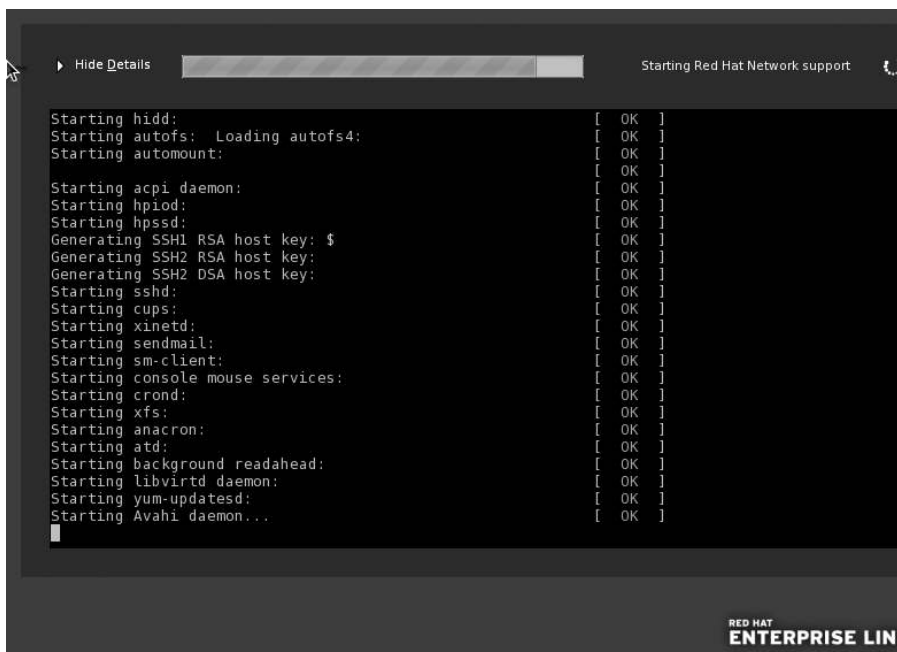 Hide Details
Starting Red Hat Network support
Starting hidd: [ OK ]
Starting autofs: Loading autofs4: [ OK ]
Starting automount: [ OK ]
[ OK ]
Starting acpi daemon: [ OK ]
Starting hpiod: [ OK ]
Starting hpssd: [ OK ]
Generating SSH1 RSA host key: $ [ OK ]
Generating SSH2 RSA host key: [ OK ]
Generating SSH2 DSA host key: [ OK ]
Starting sshd: [ OK ]
Starting cups: [ OK ]
Starting xinetd: [ OK ]
Starting sendmail: [ OK ]
Starting sm-client: [ OK ]
Starting console mouse services: [ OK ]
Starting crond: [ OK ]
Starting xfs: [ OK ]
Starting anacron: [ OK ]
Starting atd: [ OK ]
Starting background readahead: [ OK ]
Starting libvirtd daemon: [ OK ]
Starting yum-updatesd: [ OK ]
Starting Avahi daemon... [ OK ]
RED HAT
ENTERPRISE LIN